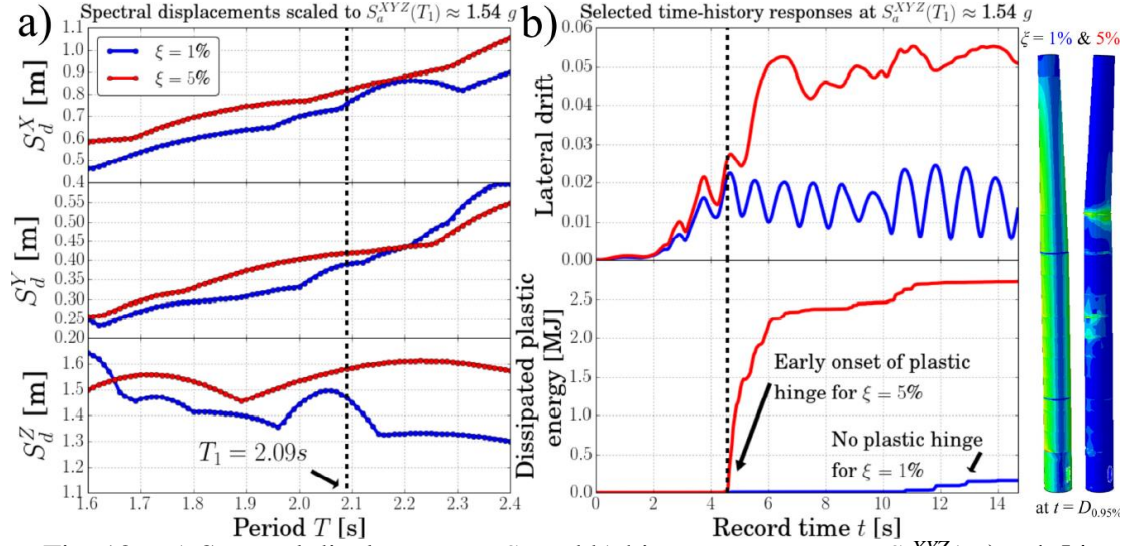 a)
Spectral displacements scaled to S_a^{XYZ}(T_1) ≈ 1.54 g
ξ = 1%
ξ = 5%
S_d^X [m]
1.1
1.0
0.9
0.8
0.7
0.6
0.5
0.4
S_d^Y [m]
0.55
0.50
0.45
0.40
0.35
0.30
0.25
0.20
S_d^Z [m]
1.6
1.5
1.4
1.3
1.2
1.1
T_1 = 2.09s
1.6 1.7 1.8 1.9 2.0 2.1 2.2 2.3 2.4
Period T [s]
b)
Selected time-history responses at S_a^{XYZ}(T_1) ≈ 1.54 g
Lateral drift
0.06
0.05
0.04
0.03
0.02
0.01
0.00
Dissipated plastic
energy [MJ]
2.5
2.0
1.5
1.0
0.5
0.0
Early onset of plastic
hinge for ξ = 5%
No plastic hinge
for ξ = 1%
0 2 4 6 8 10 12 14
Record time t [s]
ξ = 1% & 5%
at t = D_{0.95%}